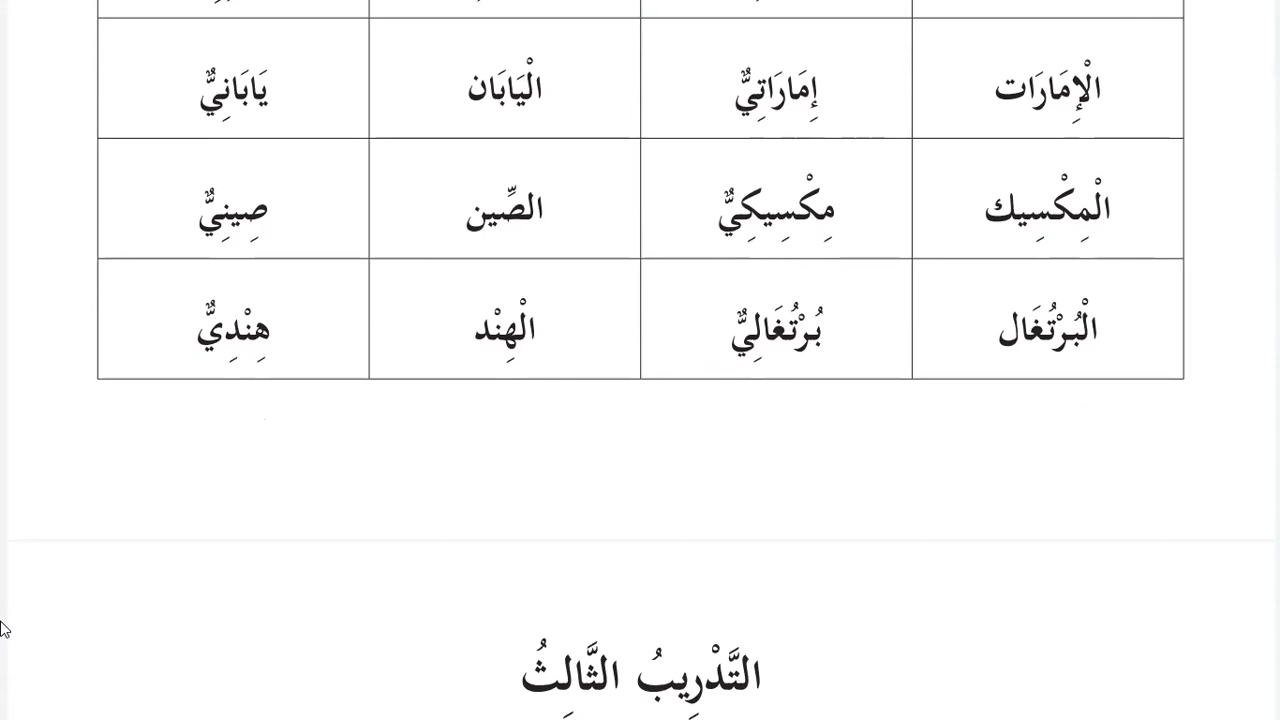 الْإِمَارَات إِمَارَاتِيٌّ الْيَابَان يَابَانِيٌّ
الْمِكْسِيك مِكْسِيكِيٌّ الصِّين صِينِيٌّ
الْبُرْتُغَال بُرْتُغَالِيٌّ الْهِنْد هِنْدِيٌّ
التَّدْرِيبُ الثَّالِثُ